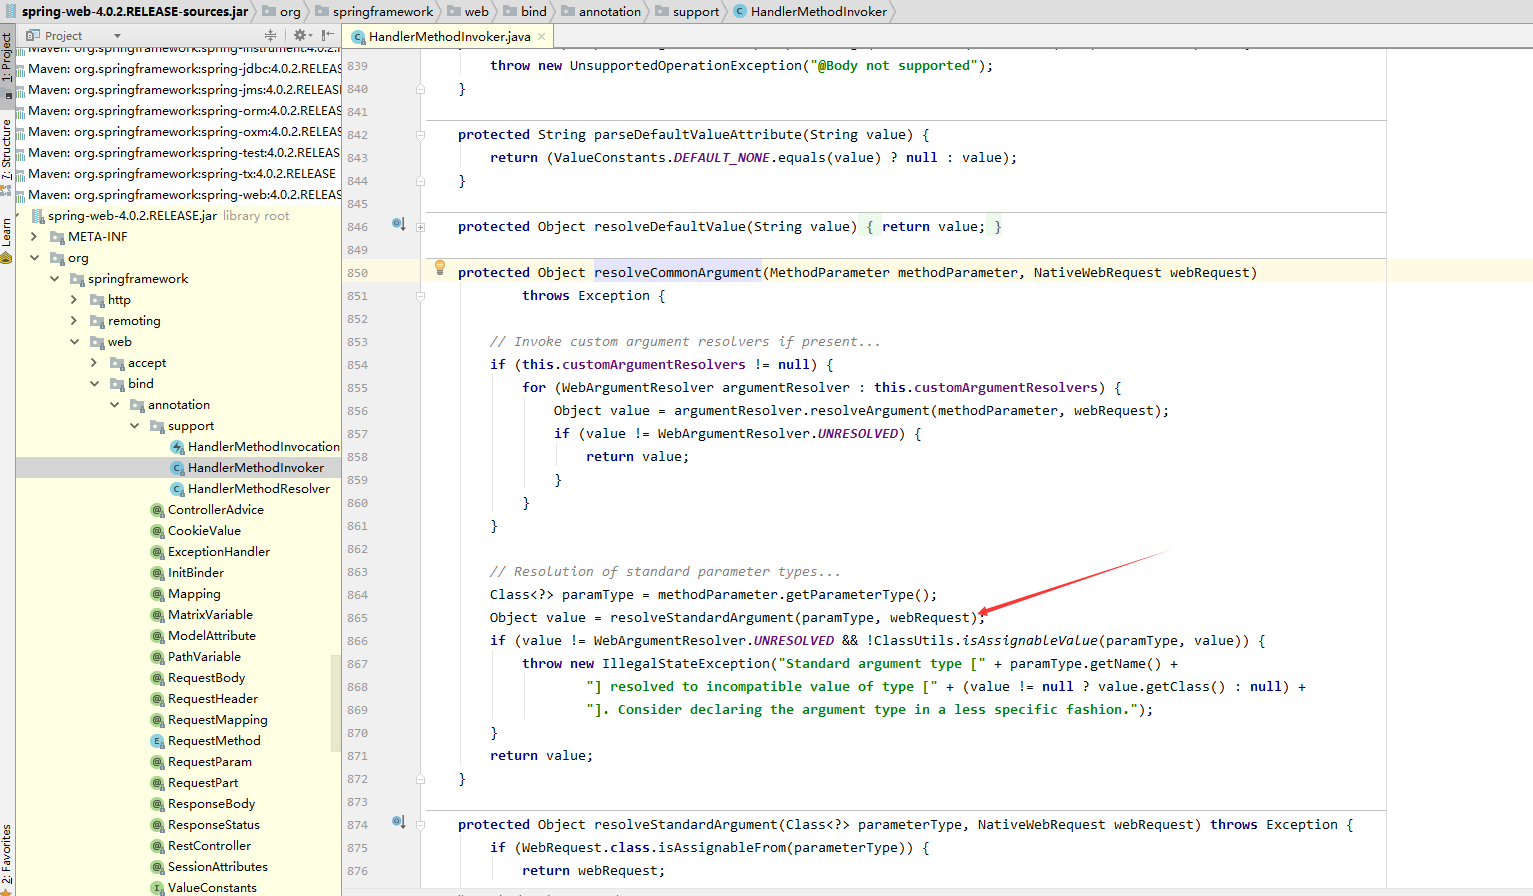 spring-web-4.0.2.RELEASE-sources.jar org springframework web bind annotation support HandlerMethodInvoker
Project
HandlerMethodInvoker.java
1: Project
7: Structure
Learn
2: Favorites
Maven: org.springframework:spring-instrument:4.0.2.R
Maven: org.springframework:spring-jdbc:4.0.2.RELEAS
Maven: org.springframework:spring-jms:4.0.2.RELEASI
Maven: org.springframework:spring-orm:4.0.2.RELEAS
Maven: org.springframework:spring-oxm:4.0.2.RELEAS
Maven: org.springframework:spring-test:4.0.2.RELEAS
Maven: org.springframework:spring-tx:4.0.2.RELEASE
Maven: org.springframework:spring-web:4.0.2.RELEAS
spring-web-4.0.2.RELEASE.jar library root
META-INF
org
springframework
http
remoting
web
accept
bind
annotation
support
HandlerMethodInvocation
HandlerMethodInvoker
HandlerMethodResolver
ControllerAdvice
CookieValue
ExceptionHandler
InitBinder
Mapping
MatrixVariable
ModelAttribute
PathVariable
RequestBody
RequestHeader
RequestMapping
RequestMethod
RequestParam
RequestPart
ResponseBody
ResponseStatus
RestController
SessionAttributes
ValueConstants
839 throw new UnsupportedOperationException("@Body not supported");
840 }
841
842 protected String parseDefaultValueAttribute(String value) {
843 return (ValueConstants.DEFAULT_NONE.equals(value) ? null : value);
844 }
845
846 protected Object resolveDefaultValue(String value) { return value; }
849
850 protected Object resolveCommonArgument(MethodParameter methodParameter, NativeWebRequest webRequest)
851 throws Exception {
852
853 // Invoke custom argument resolvers if present...
854 if (this.customArgumentResolvers != null) {
855 for (WebArgumentResolver argumentResolver : this.customArgumentResolvers) {
856 Object value = argumentResolver.resolveArgument(methodParameter, webRequest);
857 if (value != WebArgumentResolver.UNRESOLVED) {
858 return value;
859 }
860 }
861 }
862
863 // Resolution of standard parameter types...
864 Class<?> paramType = methodParameter.getParameterType();
865 Object value = resolveStandardArgument(paramType, webRequest);
866 if (value != WebArgumentResolver.UNRESOLVED && !ClassUtils.isAssignableValue(paramType, value)) {
867 throw new IllegalStateException("Standard argument type [" + paramType.getName() +
868 "] resolved to incompatible value of type [" + (value != null ? value.getClass() : null) +
869 "]. Consider declaring the argument type in a less specific fashion.");
870 }
871 return value;
872 }
873
874 protected Object resolveStandardArgument(Class<?> parameterType, NativeWebRequest webRequest) throws Exception {
875 if (WebRequest.class.isAssignableFrom(parameterType)) {
876 return webRequest;